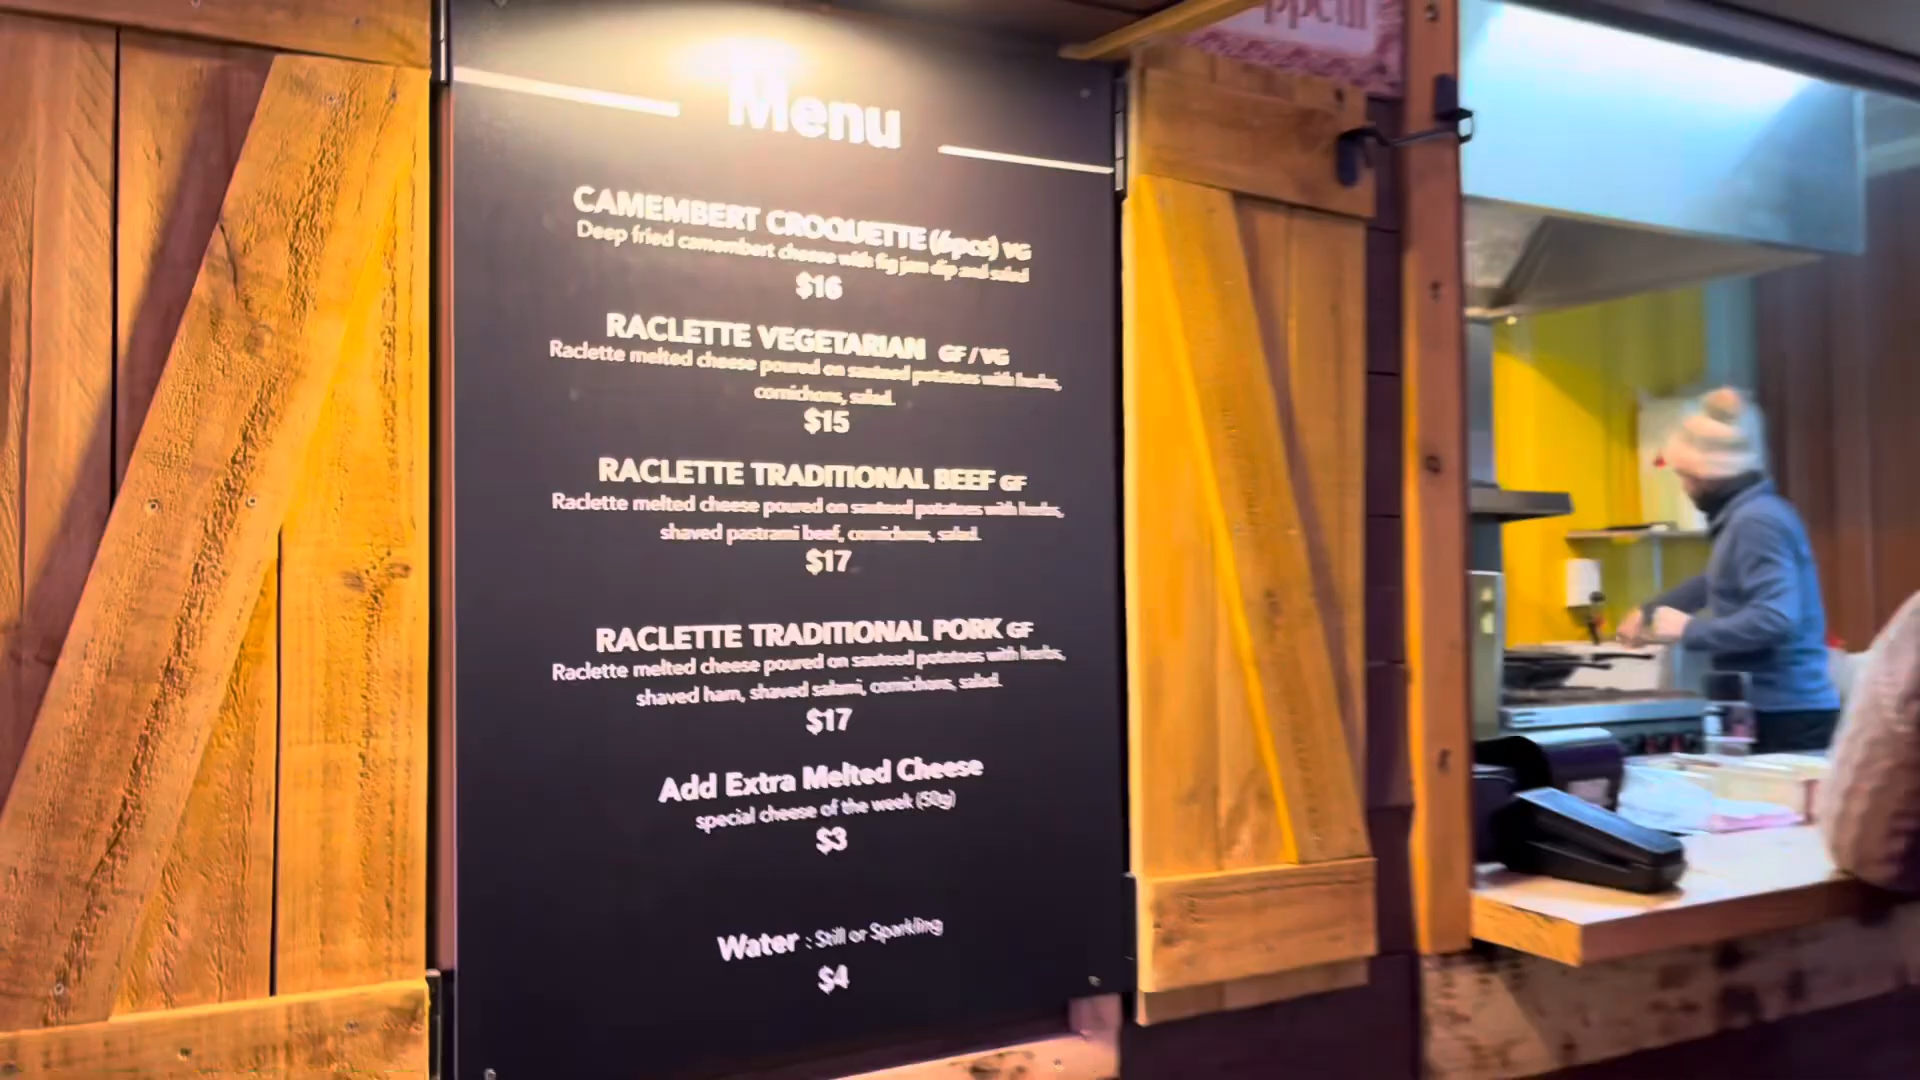 ppetit
Menu
CAMEMBERT CROQUETTE (6pcs) VG
Deep fried camembert cheese with fig jam dip and salad
$16
RACLETTE VEGETARIAN GF / VG
Raclette melted cheese poured on sauteed potatoes with herbs,
cornichons, salad.
$15
RACLETTE TRADITIONAL BEEF GF
Raclette melted cheese poured on sauteed potatoes with herbs,
shaved pastrami beef, cornichons, salad.
$17
RACLETTE TRADITIONAL PORK GF
Raclette melted cheese poured on sauteed potatoes with herbs,
shaved ham, shaved salami, cornichons, salad.
$17
Add Extra Melted Cheese
special cheese of the week (50g)
$3
Water : Still or Sparkling
$4